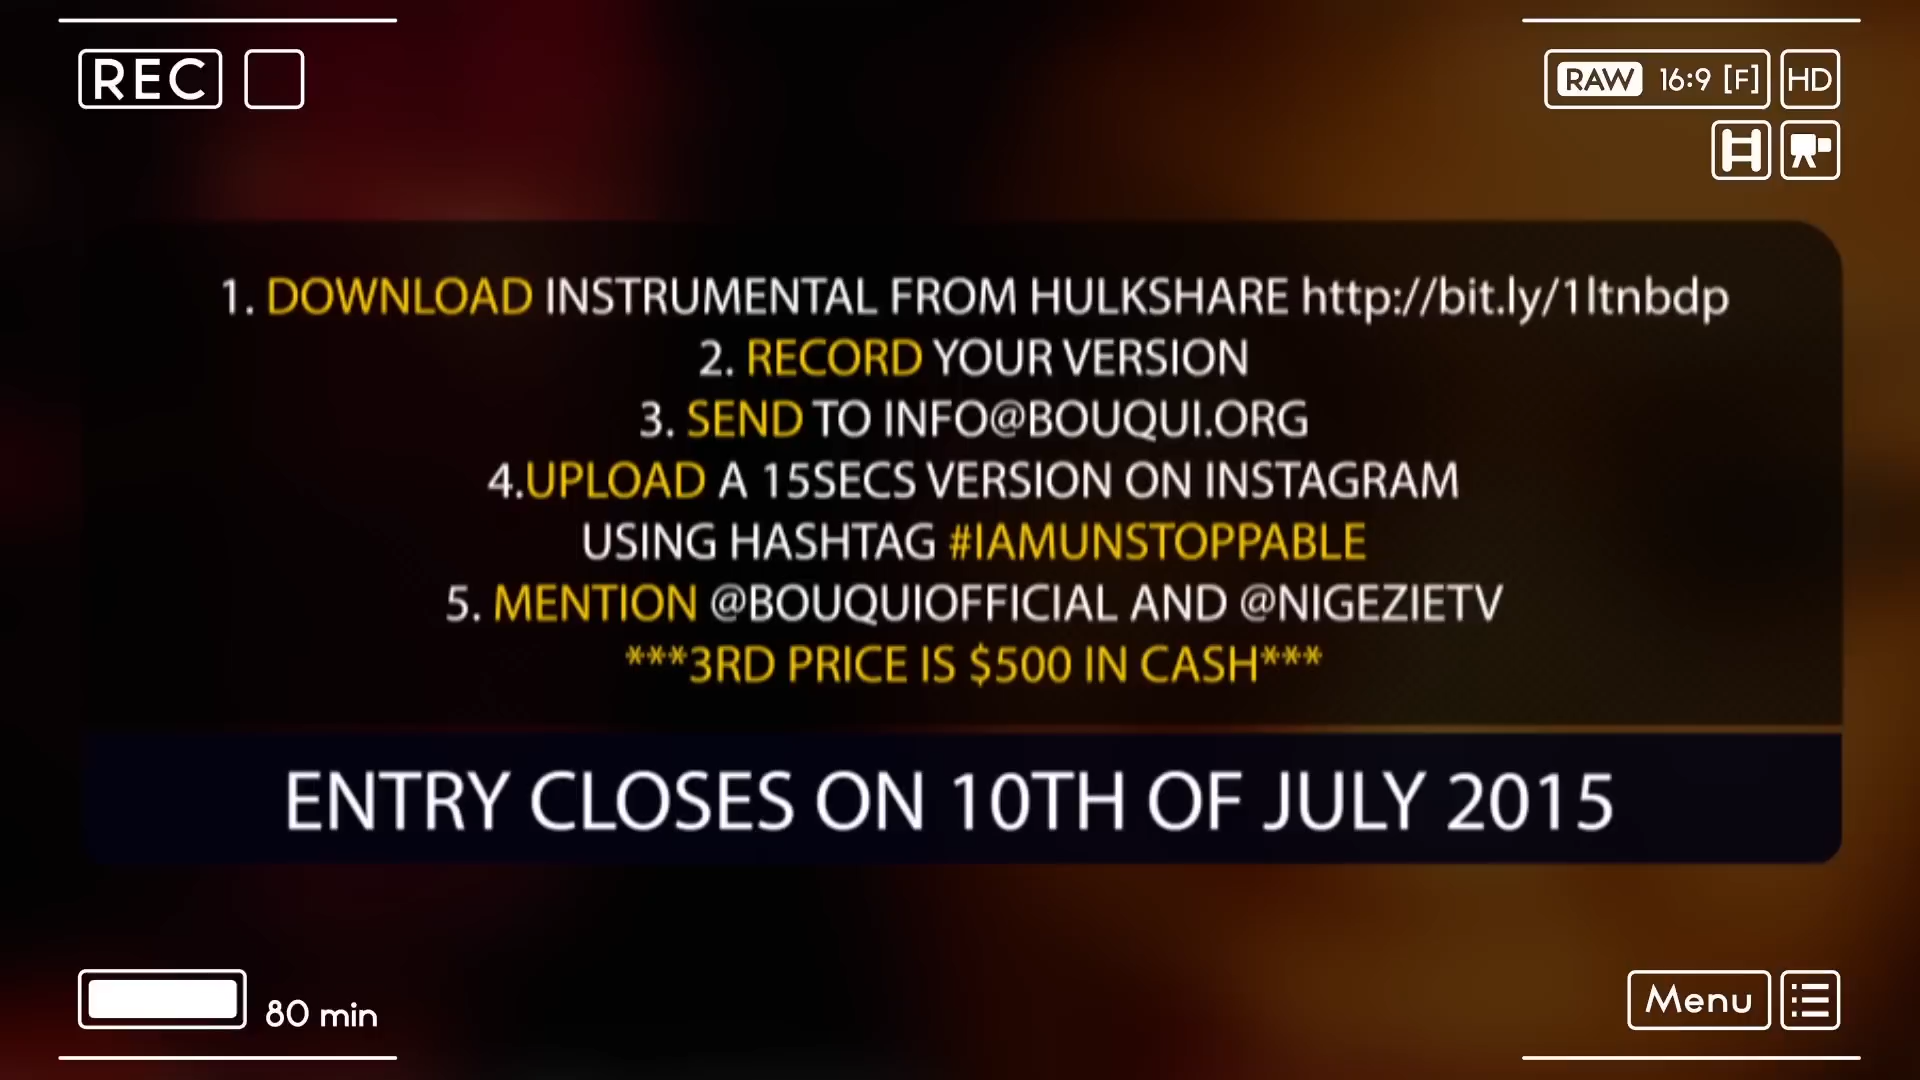 REC
RAW 16:9 [F] HD
1. DOWNLOAD INSTRUMENTAL FROM HULKSHARE http://bit.ly/1ltnbdp
2. RECORD YOUR VERSION
3. SEND TO INFO@BOUQUI.ORG
4.UPLOAD A 15SECS VERSION ON INSTAGRAM
USING HASHTAG #IAMUNSTOPPABLE
5. MENTION @BOUQUIOFFICIAL AND @NIGEZIETV
***3RD PRICE IS $500 IN CASH***
ENTRY CLOSES ON 10TH OF JULY 2015
80 min
Menu